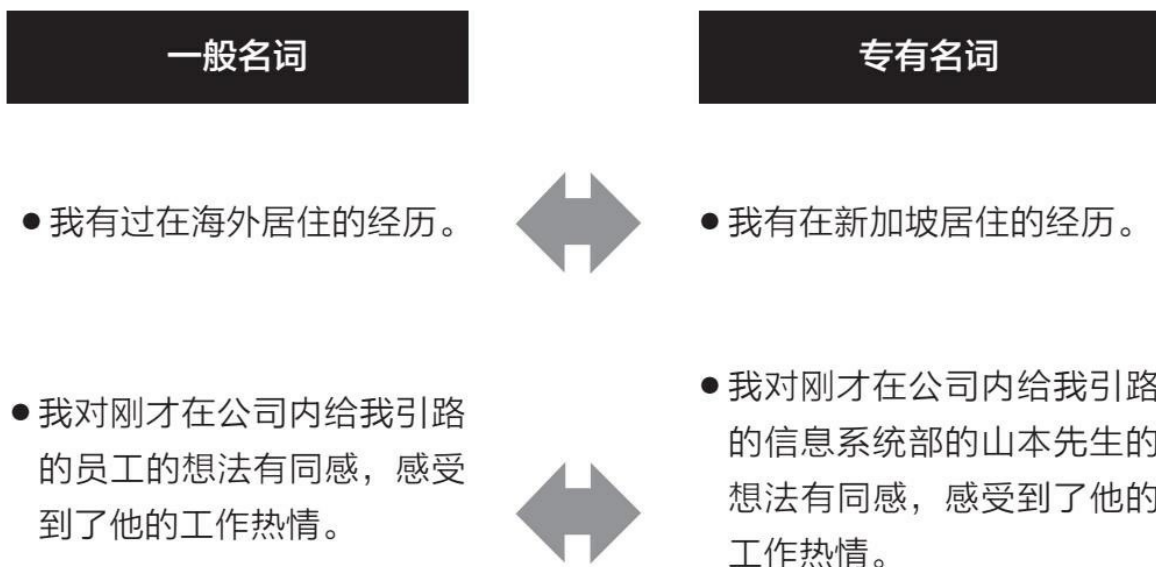 一般名词
专有名词
●我有过在海外居住的经历。
●我有在新加坡居住的经历。
●我对刚才在公司内给我引路
的员工的想法有同感，感受
到了他的工作热情。
●我对刚才在公司内给我引路
的信息系统部的山本先生的
想法有同感，感受到了他的
工作热情。